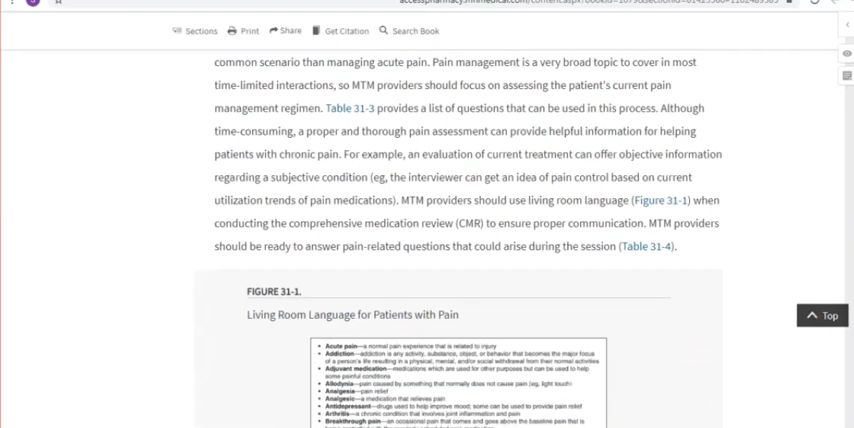 Sections Print Share Get Citation Search Book
common scenario than managing acute pain. Pain management is a very broad topic to cover in most
time-limited interactions, so MTM providers should focus on assessing the patient's current pain
management regimen. Table 31-3 provides a list of questions that can be used in this process. Although
time-consuming, a proper and thorough pain assessment can provide helpful information for helping
patients with chronic pain. For example, an evaluation of current treatment can offer objective information
regarding a subjective condition (eg, the interviewer can get an idea of pain control based on current
utilization trends of pain medications). MTM providers should use living room language (Figure 31-1) when
conducting the comprehensive medication review (CMR) to ensure proper communication. MTM providers
should be ready to answer pain-related questions that could arise during the session (Table 31-4).
FIGURE 31-1.
Living Room Language for Patients with Pain
Top
• Acute pain—a normal pain experience that is related to injury
• Addiction—addiction is any activity, substance, object, or behavior that becomes the major focus
of a person's life resulting in a physical, mental, and/or social withdrawal from their normal activities
• Adjuvant medication—medications which are used for other purposes but can be used to help
some painful conditions
• Allodynia—pain caused by something that normally does not cause pain (eg, light touch)
• Analgesia—pain relief
• Analgesic—a medication that relieves pain
• Antidepressant—drugs used to help improve mood; some can be used to provide pain relief
• Arthritis—a chronic condition that involves joint inflammation and pain
• Breakthrough pain—an occasional pain that comes and goes above the baseline pain that is